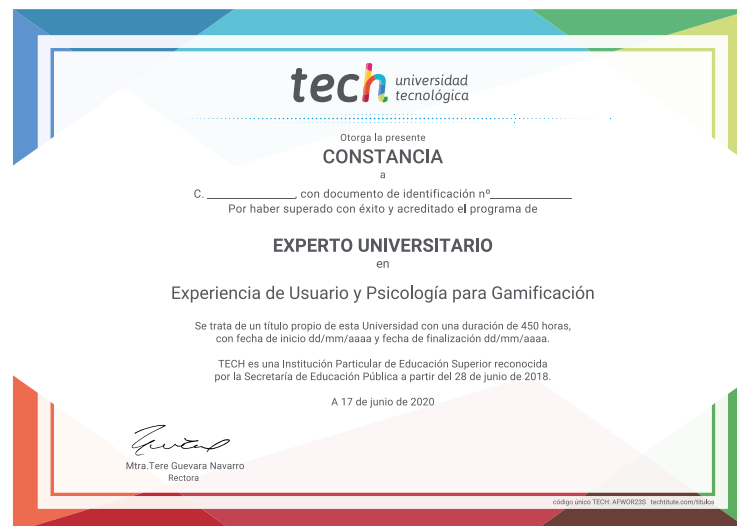 tech universidad
tecnológica
Otorga la presente
CONSTANCIA
a
C. ________________, con documento de identificación nº______________
Por haber superado con éxito y acreditado el programa de
EXPERTO UNIVERSITARIO
en
Experiencia de Usuario y Psicología para Gamificación
Se trata de un título propio de esta Universidad con una duración de 450 horas,
con fecha de inicio dd/mm/aaaa y fecha de finalización dd/mm/aaaa.
TECH es una Institución Particular de Educación Superior reconocida
por la Secretaría de Educación Pública a partir del 28 de junio de 2018.
A 17 de junio de 2020
Mtra.Tere Guevara Navarro
Rectora
código único TECH: AFWOR23S techtitute.com/titulos